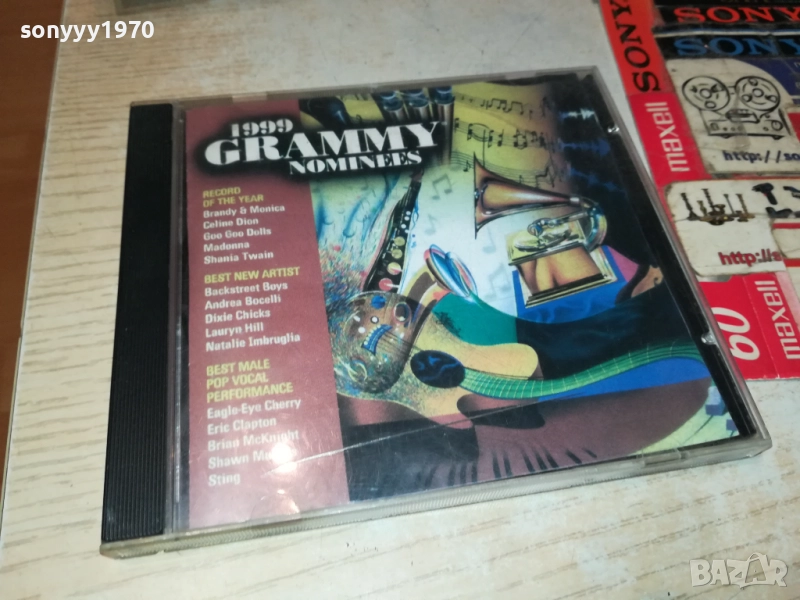 sonyyy1970
1999
GRAMMY
NOMINEES
RECORD
OF THE YEAR
Brandy & Monica
Celine Dion
Goo Goo Dolls
Madonna
Shania Twain
BEST NEW ARTIST
Backstreet Boys
Andrea Bocelli
Dixie Chicks
Lauryn Hill
Natalie Imbruglia
BEST MALE
POP VOCAL
PERFORMANCE
Eagle-Eye Cherry
Eric Clapton
Brian McKnight
Shawn
Sting
SONY
SONY
SONY
maxell
http://so
http://s
60
maxell
BAZAR